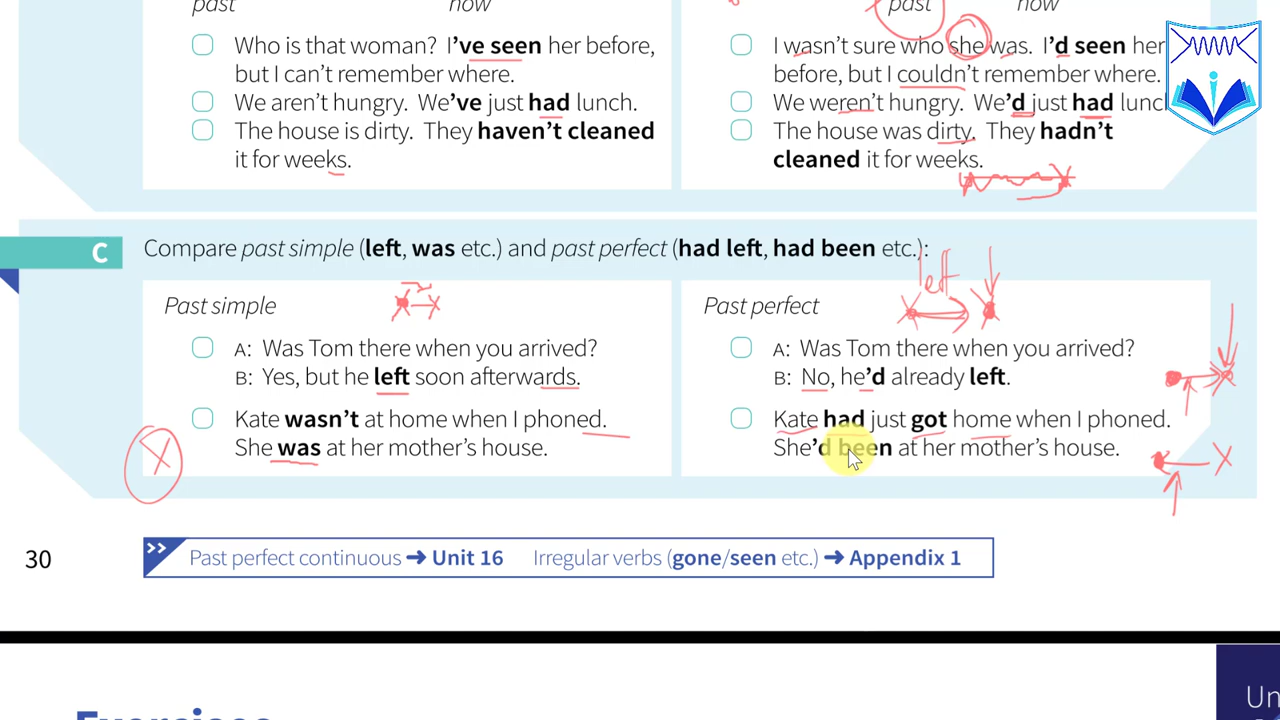 past now
past now
Who is that woman? I've seen her before,
but I can't remember where.
We aren't hungry. We've just had lunch.
The house is dirty. They haven't cleaned
it for weeks.
I wasn't sure who she was. I'd seen her
before, but I couldn't remember where.
We weren't hungry. We'd just had lunc
The house was dirty. They hadn't
cleaned it for weeks.
C Compare past simple (left, was etc.) and past perfect (had left, had been etc.):
Past simple
A: Was Tom there when you arrived?
B: Yes, but he left soon afterwards.
Kate wasn't at home when I phoned.
She was at her mother's house.
left
Past perfect
A: Was Tom there when you arrived?
B: No, he'd already left.
Kate had just got home when I phoned.
She'd been at her mother's house.
30
>> Past perfect continuous ➔ Unit 16 Irregular verbs (gone/seen etc.) ➔ Appendix 1
Exercises
Un